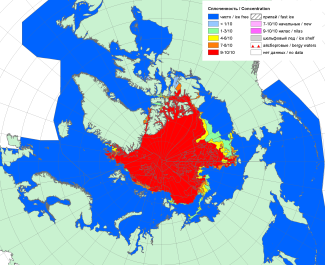 Сплоченность / Concentration
чисто / ice free
< 1/10
1-3/10
4-6/10
7-8/10
9-10/10
припай / fast ice
7-10/10 начальные / new
9-10/10 нилас / nilas
шельфовый лед / ice shelf
айсберговые / bergy waters
нет данных / no data